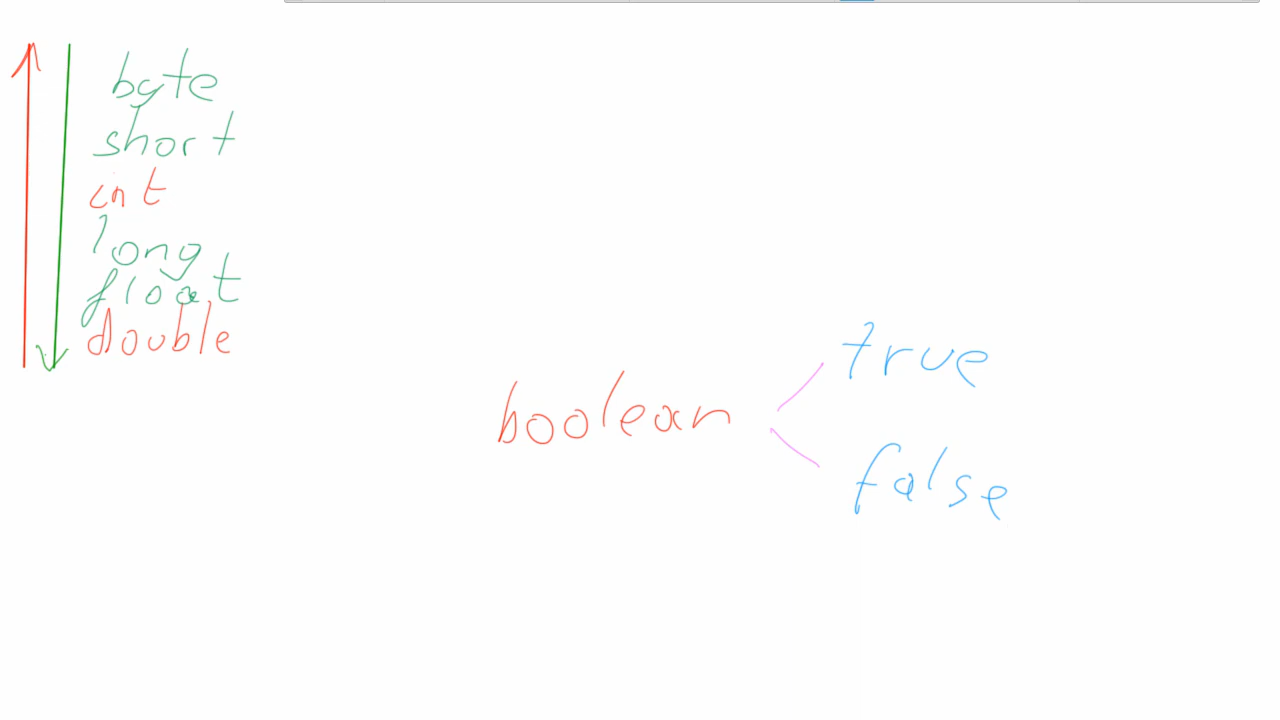 byte
short
int
long
float
double
boolean
true
false